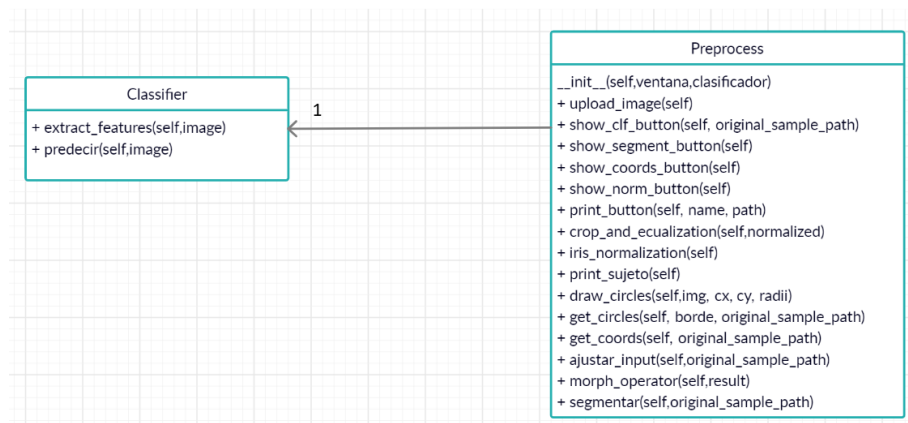 Classifier
+ extract_features(self,image)
+ predecir(self,image)
1
Preprocess
__init__(self,ventana,clasificador)
+ upload_image(self)
+ show_clf_button(self, original_sample_path)
+ show_segment_button(self)
+ show_coords_button(self)
+ show_norm_button(self)
+ print_button(self, name, path)
+ crop_and_ecualization(self,normalized)
+ iris_normalization(self)
+ print_sujeto(self)
+ draw_circles(self,img, cx, cy, radii)
+ get_circles(self, borde, original_sample_path)
+ get_coords(self, original_sample_path)
+ ajustar_input(self,original_sample_path)
+ morph_operator(self,result)
+ segmentar(self,original_sample_path)